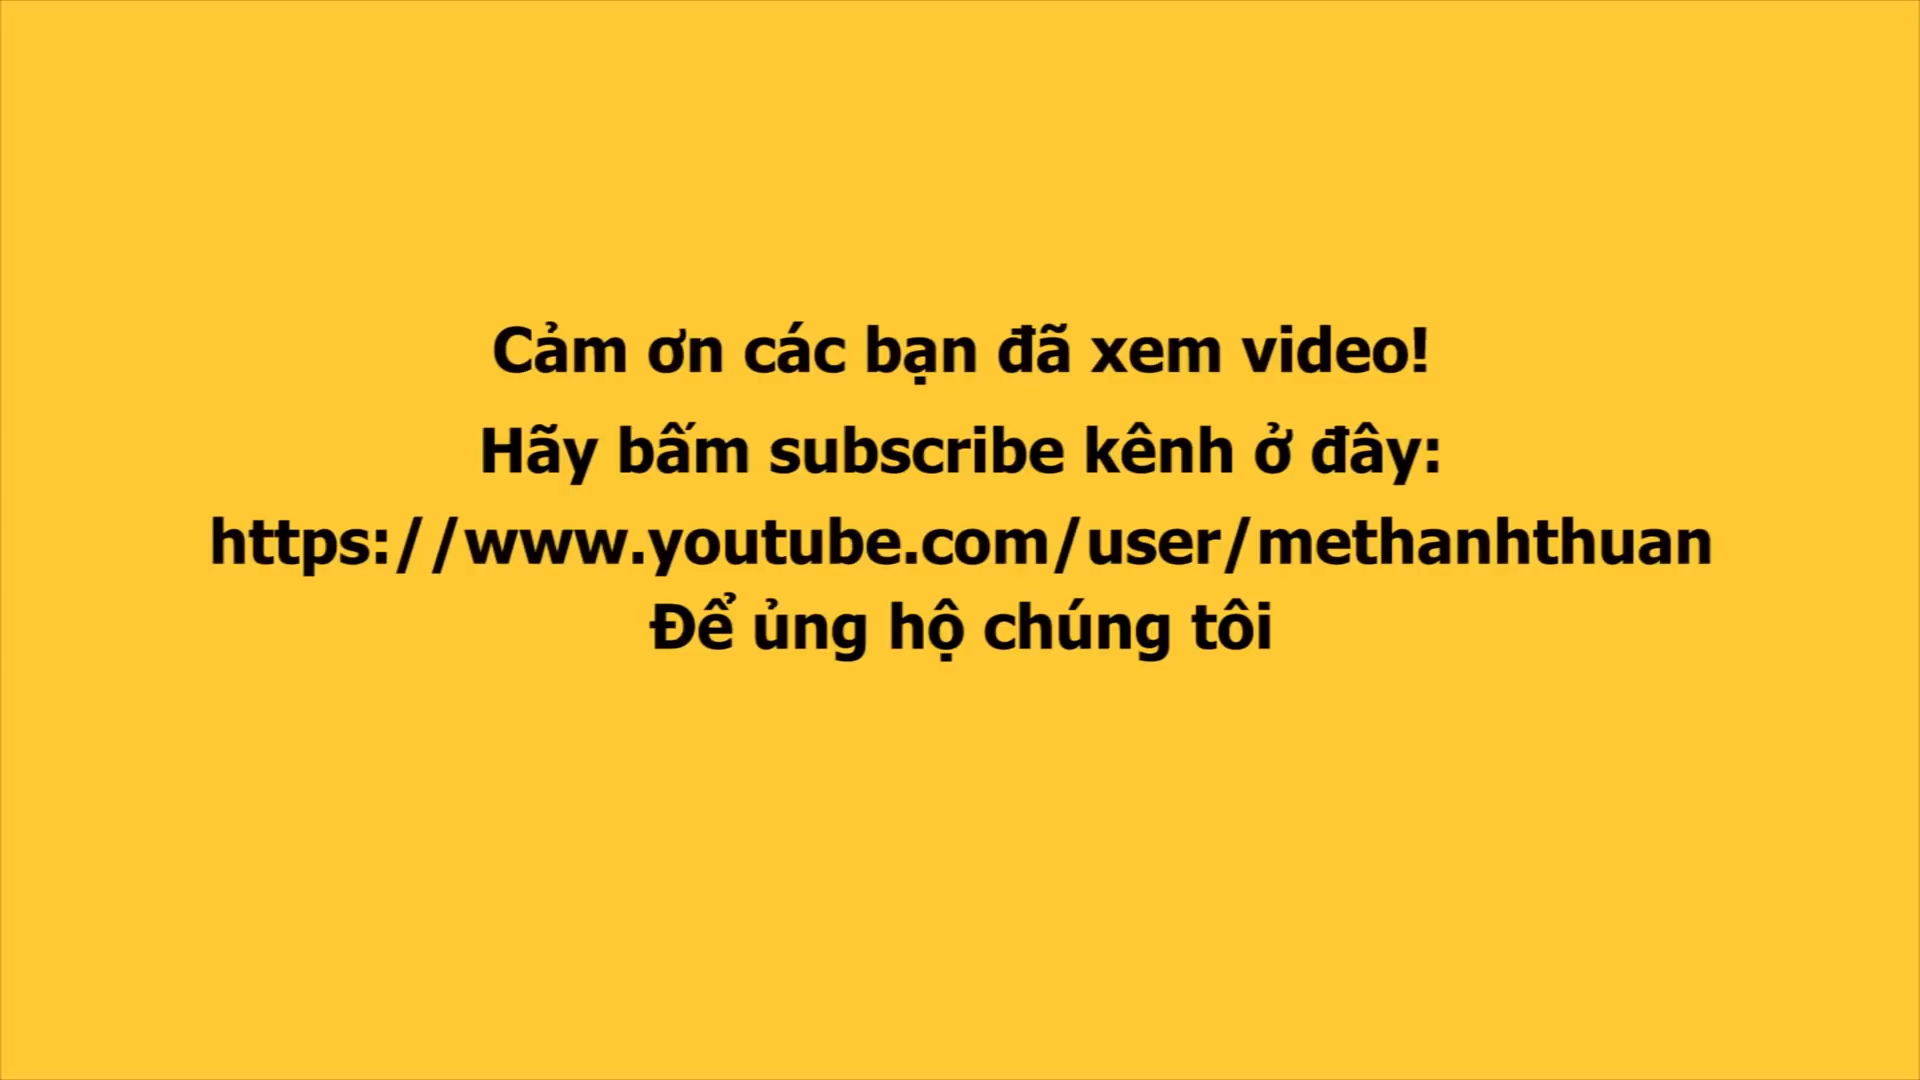 Cảm ơn các bạn đã xem video!
Hãy bấm subscribe kênh ở đây:
https://www.youtube.com/user/methanhthuan
Để ủng hộ chúng tôi